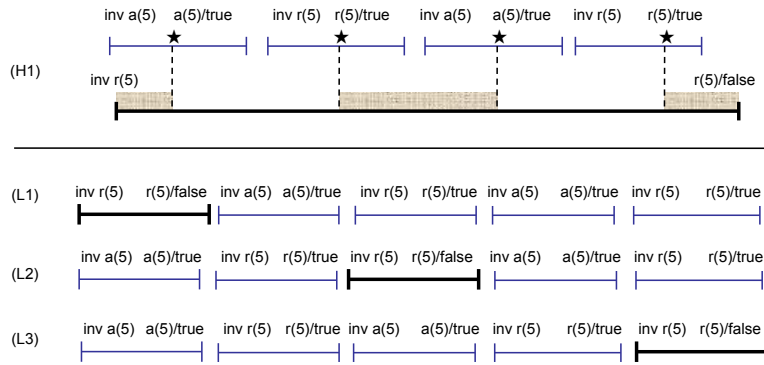 inv a(5) a(5)/true inv r(5) r(5)/true inv a(5) a(5)/true inv r(5) r(5)/true
(H1)
inv r(5) r(5)/false
(L1) inv r(5) r(5)/false inv a(5) a(5)/true inv r(5) r(5)/true inv a(5) a(5)/true inv r(5) r(5)/true
(L2) inv a(5) a(5)/true inv r(5) r(5)/true inv r(5) r(5)/false inv a(5) a(5)/true inv r(5) r(5)/true
(L3) inv a(5) a(5)/true inv r(5) r(5)/true inv a(5) a(5)/true inv r(5) r(5)/true inv r(5) r(5)/false